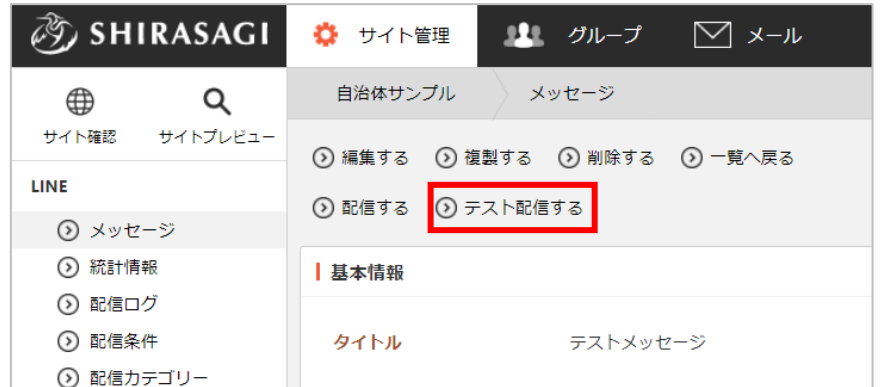 SHIRASAGI
サイト管理
グループ
メール
サイト確認
サイトプレビュー
自治体サンプル
メッセージ
編集する
複製する
削除する
一覧へ戻る
配信する
テスト配信する
LINE
メッセージ
統計情報
配信ログ
配信条件
配信カテゴリー
基本情報
タイトル
テストメッセージ